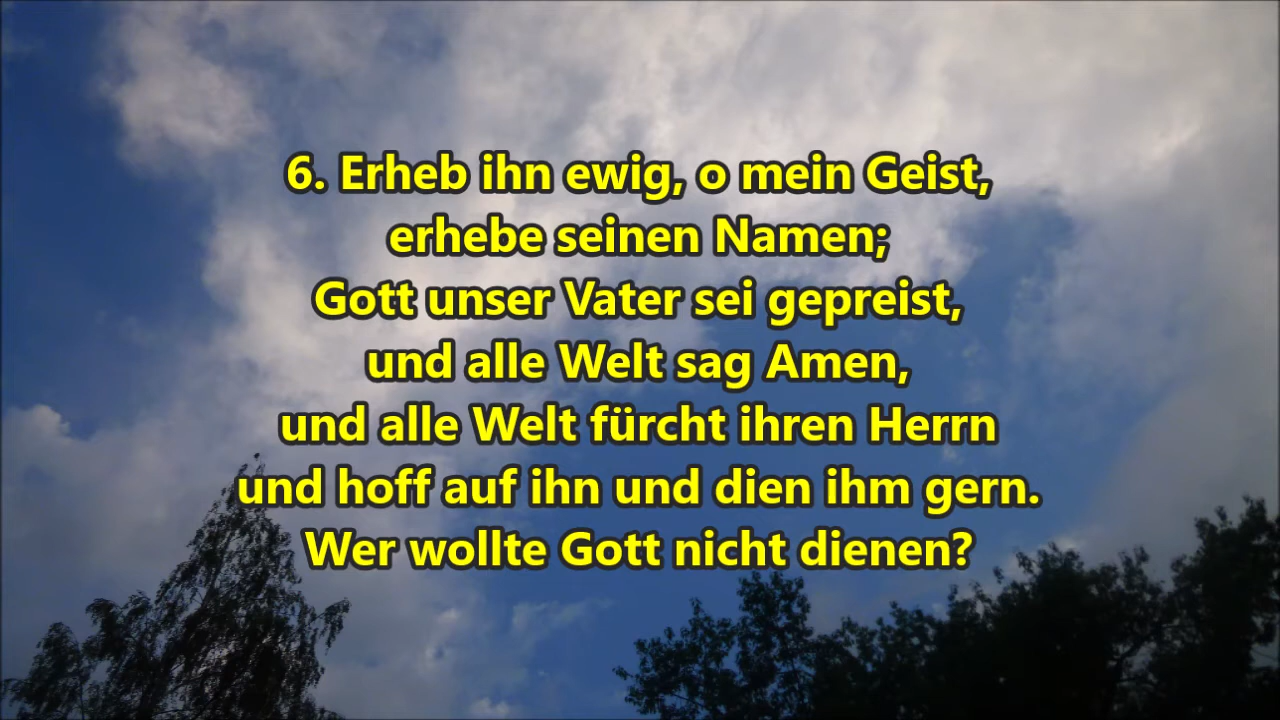 6. Erheb ihn ewig, o mein Geist,
erhebe seinen Namen;
Gott unser Vater sei gepreist,
und alle Welt sag Amen,
und alle Welt fürcht ihren Herrn
und hoff auf ihn und dien ihm gern.
Wer wollte Gott nicht dienen?